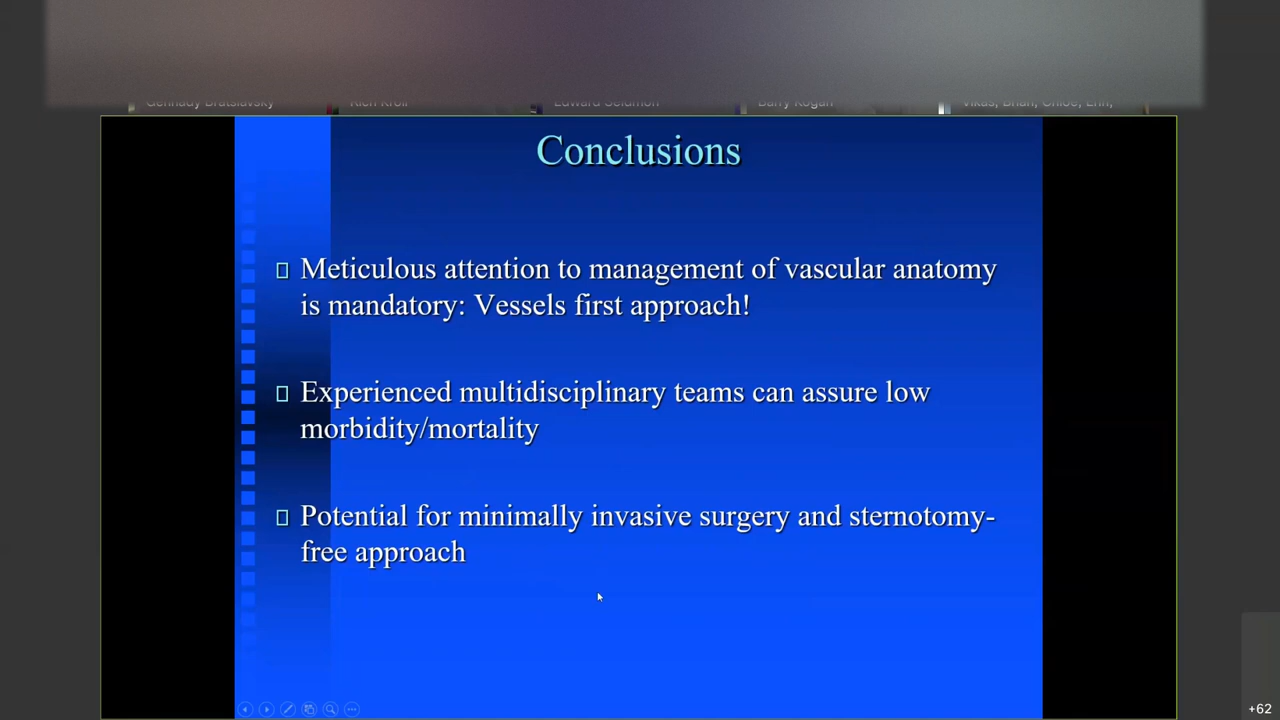 Conclusions
Meticulous attention to management of vascular anatomy
is mandatory: Vessels first approach!
Experienced multidisciplinary teams can assure low
morbidity/mortality
Potential for minimally invasive surgery and sternotomy-
free approach
+62